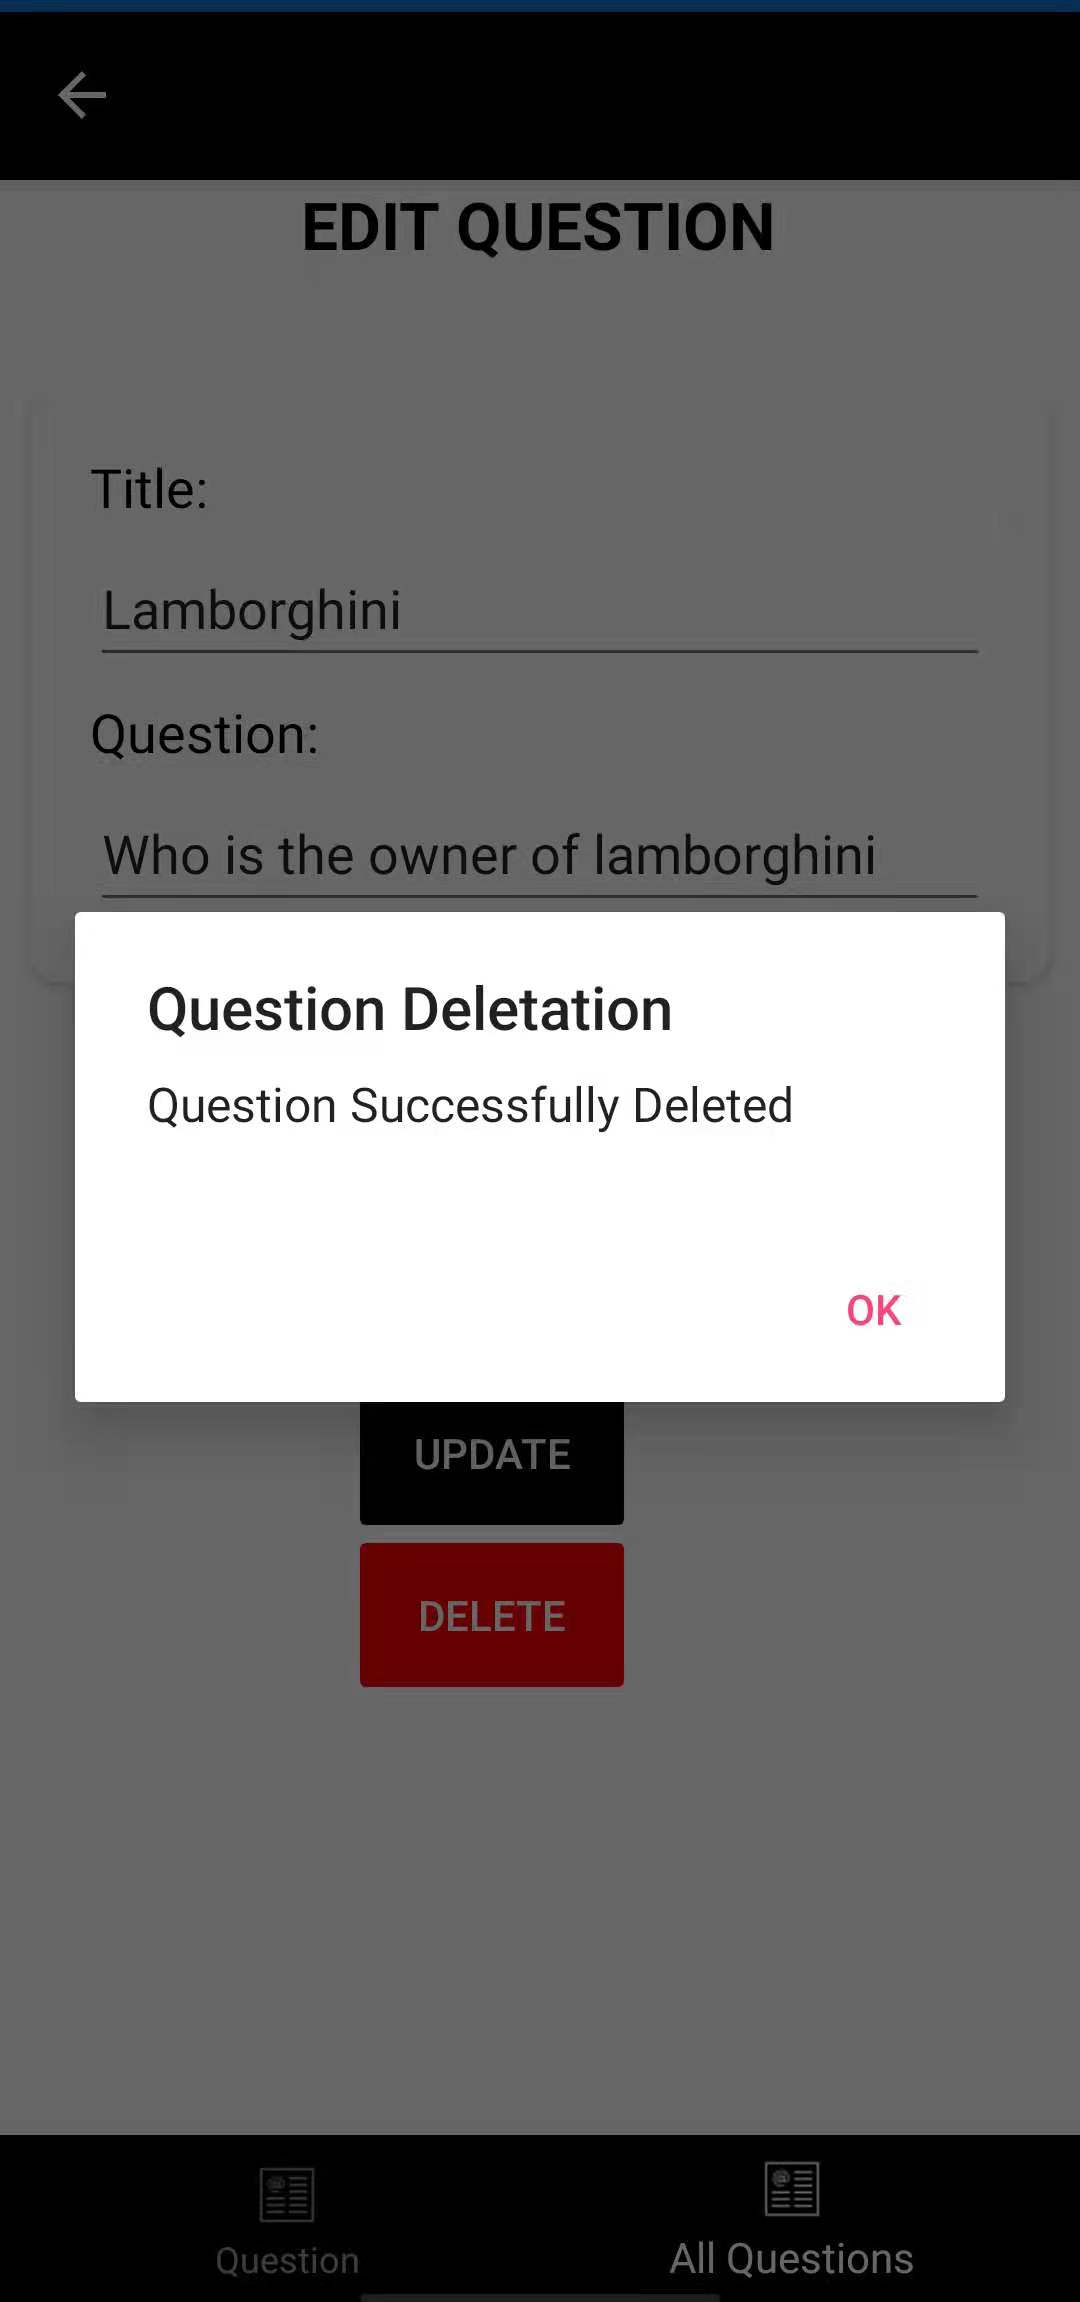 EDIT QUESTION
Title:
Lamborghini
Question:
Who is the owner of lamborghini
Question Deletation
Question Successfully Deleted
OK
UPDATE
DELETE
Question
All Questions